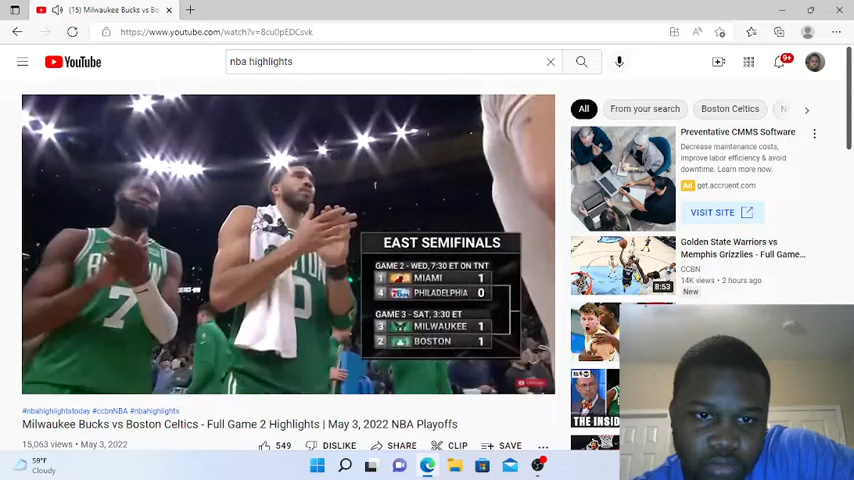 (15) Milwaukee Bucks vs Bo
https://www.youtube.com/watch?v=8cu0pEDCsvk
YouTube
nba highlights
9+
All
From your search
Boston Celtics
N
BOSTON
7
0
EAST SEMIFINALS
GAME 2 - WED, 7:30 ET ON TNT
1 MIAMI 1
4 PHILADELPHIA 0
GAME 3 - SAT, 3:30 ET
3 MILWAUKEE 1
2 BOSTON 1
Preventative CMMS Software
Decrease maintenance costs,
improve labor efficiency & avoid
downtime. Learn more now.
Ad get.accruent.com
VISIT SITE
Golden State Warriors vs
Memphis Grizzlies - Full Game...
CCBN
14K views • 2 hours ago
New
8:53
THE INSID
#nbahighlightstoday #ccbnNBA #nbahighlights
Milwaukee Bucks vs Boston Celtics - Full Game 2 Highlights | May 3, 2022 NBA Playoffs
15,063 views • May 3, 2022
549
DISLIKE
SHARE
CLIP
SAVE
59°F
Cloudy